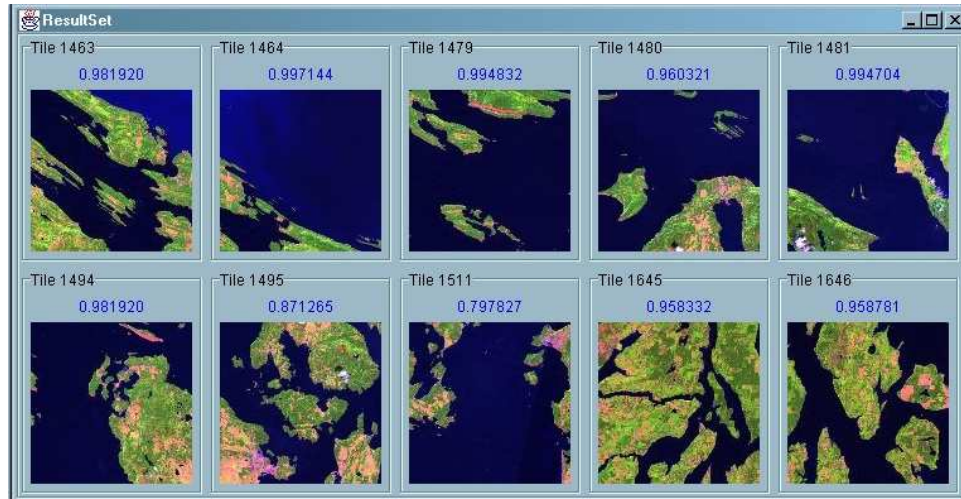 ResultSet
Tile 1463 Tile 1464 Tile 1479 Tile 1480 Tile 1481
0.981920 0.997144 0.994832 0.960321 0.994704
Tile 1494 Tile 1495 Tile 1511 Tile 1645 Tile 1646
0.981920 0.871265 0.797827 0.958332 0.958781